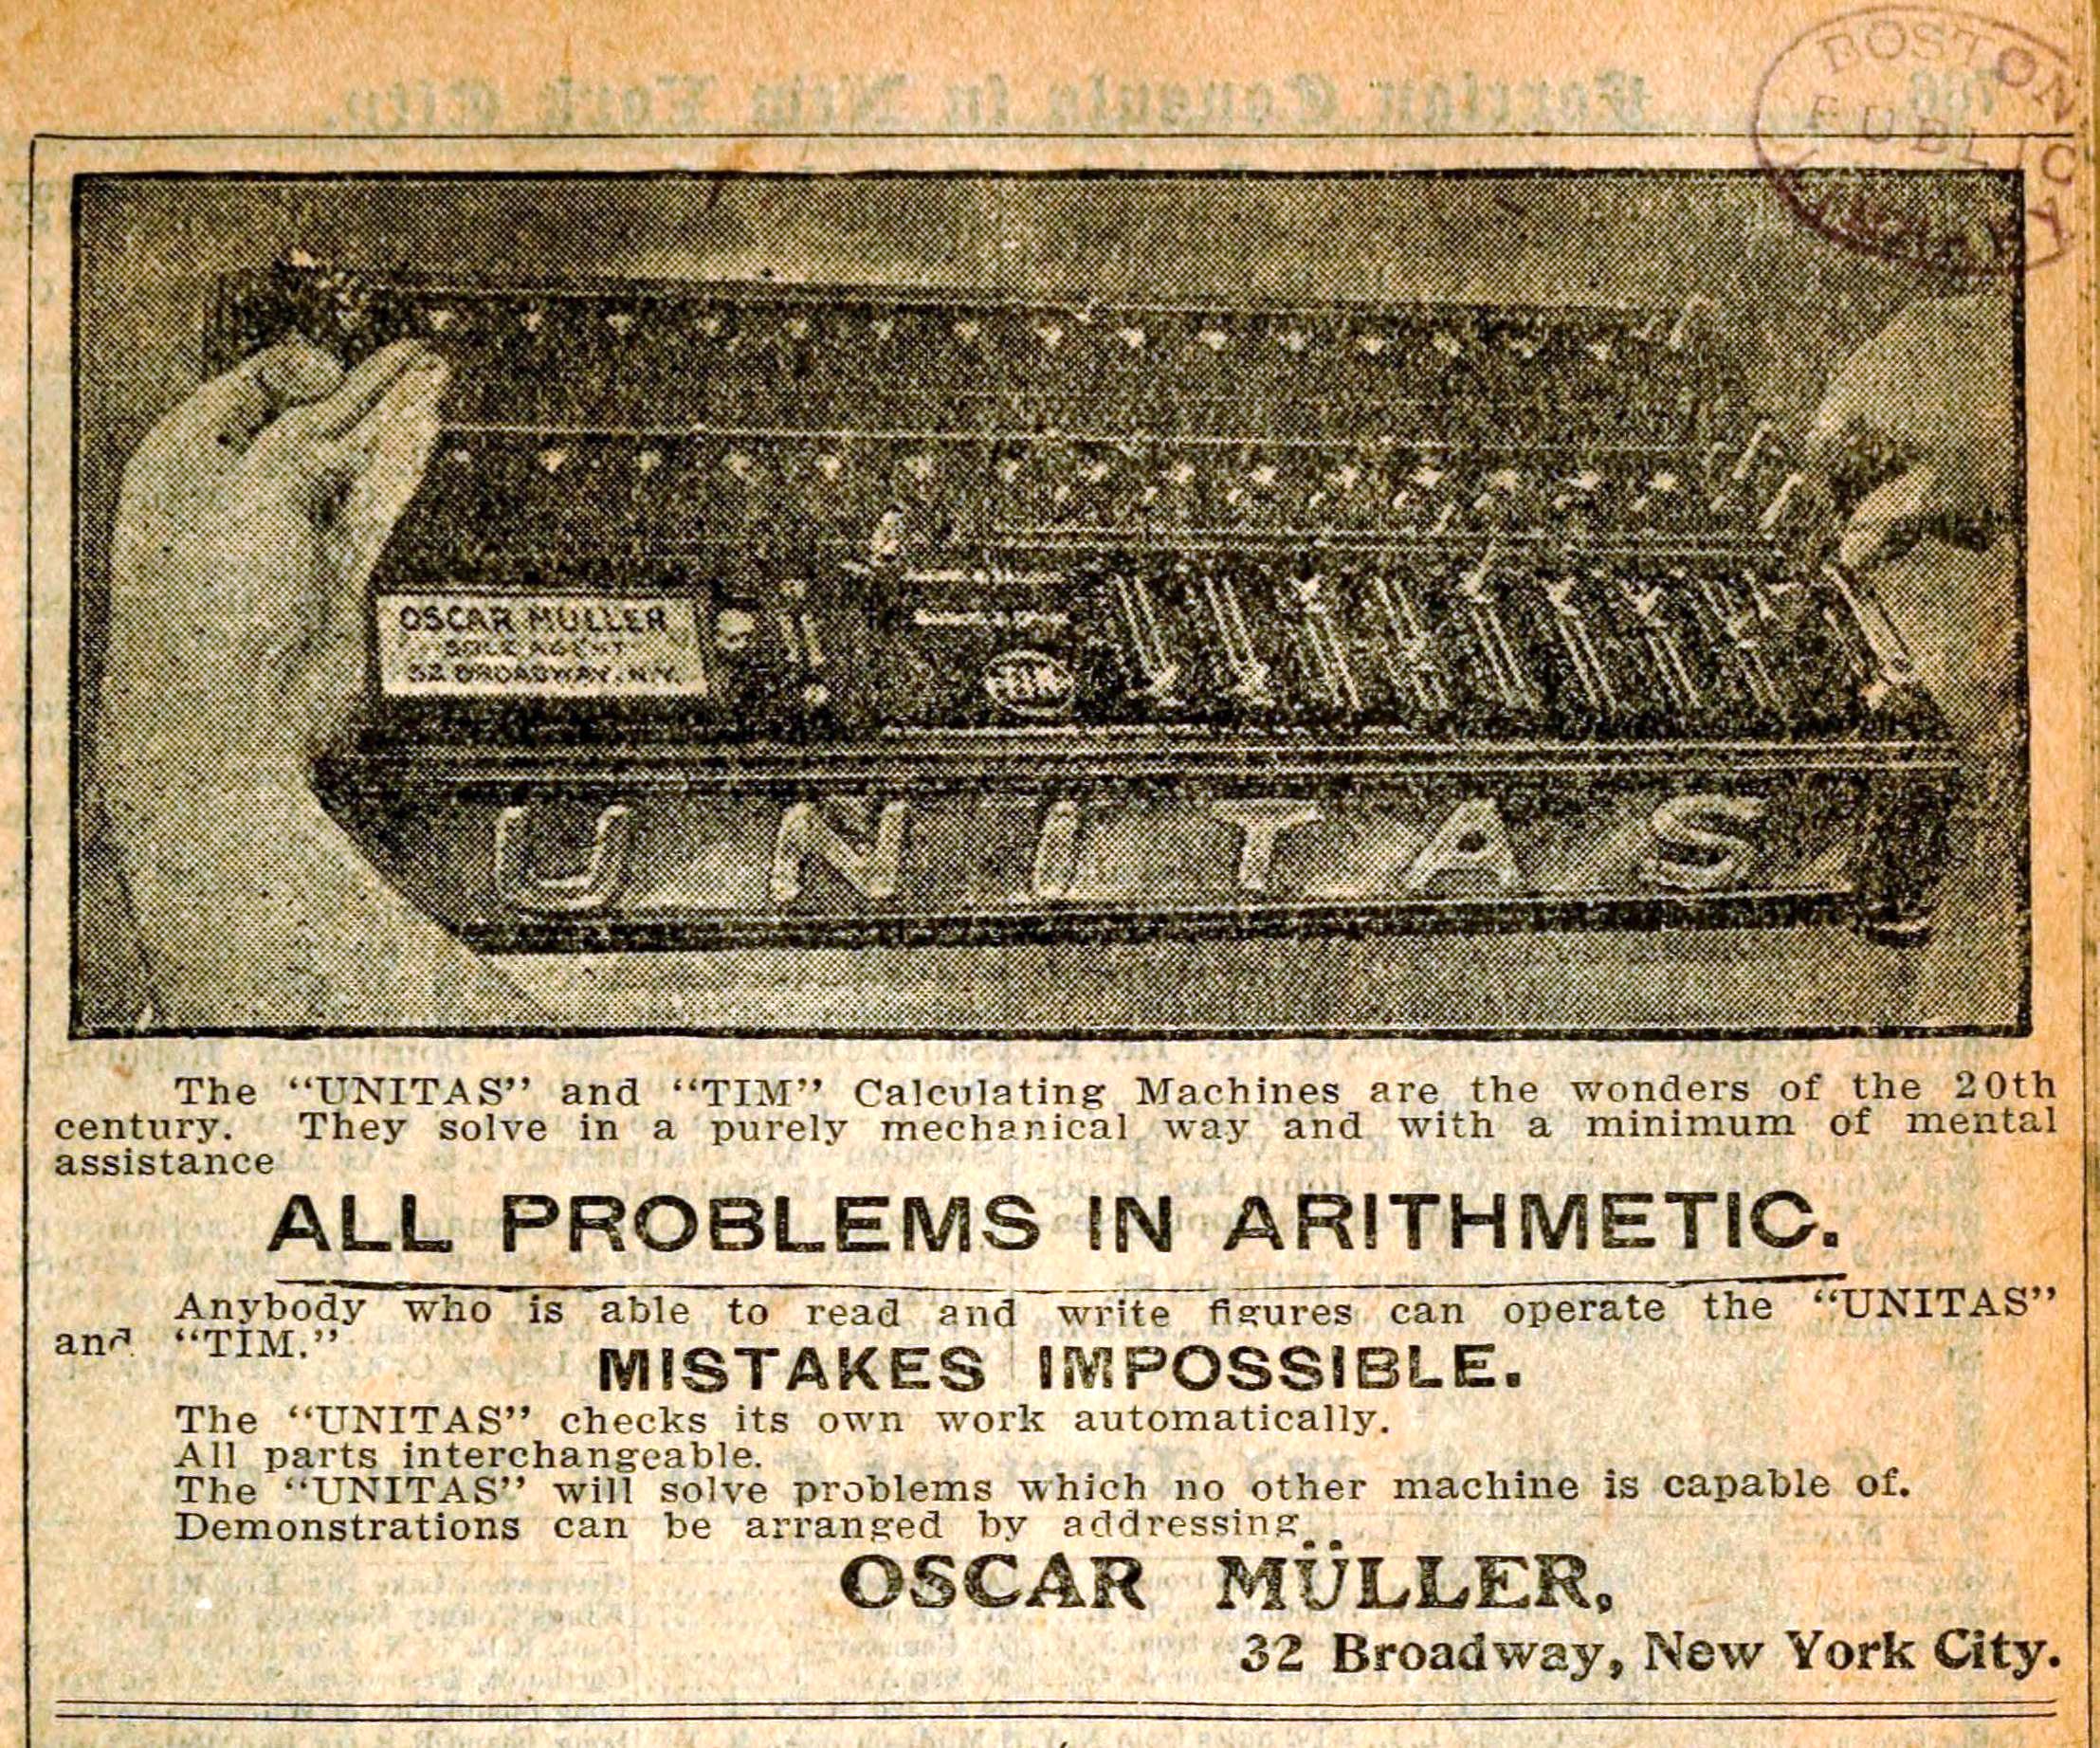 BOSTON
PUBLIC
OSCAR MULLER
SOLE AGENT
32 BROADWAY. N.Y.
TIM
UNITAS
The “UNITAS” and “TIM” Calculating Machines are the wonders of the 20th
century. They solve in a purely mechanical way and with a minimum of mental
assistance
ALL PROBLEMS IN ARITHMETIC.
Anybody who is able to read and write figures can operate the “UNITAS”
and “TIM.”
MISTAKES IMPOSSIBLE.
The “UNITAS” checks its own work automatically.
All parts interchangeable.
The “UNITAS” will solve problems which no other machine is capable of.
Demonstrations can be arranged by addressing
OSCAR MÜLLER,
32 Broadway, New York City.